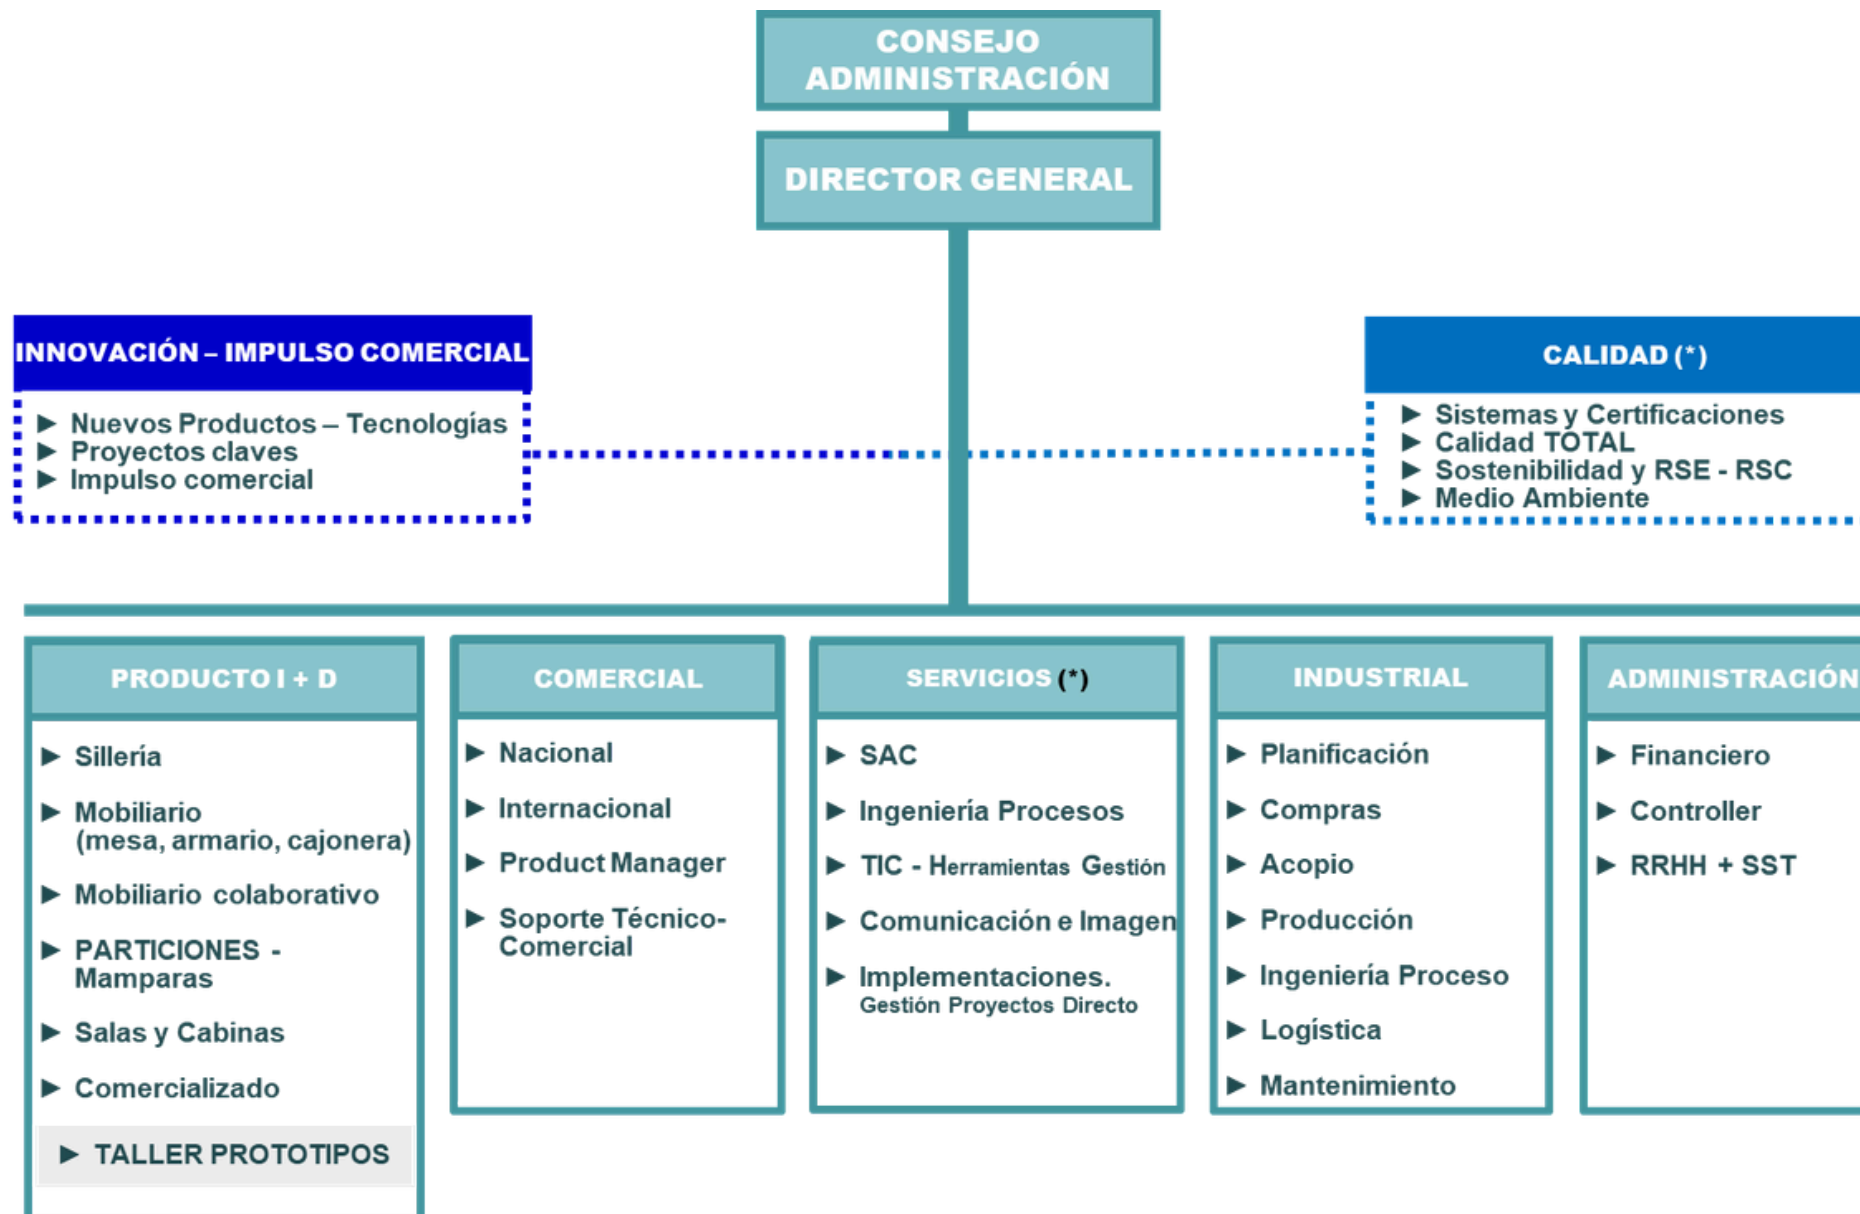 CONSEJO
ADMINISTRACIÓN
DIRECTOR GENERAL
INNOVACIÓN – IMPULSO COMERCIAL
► Nuevos Productos – Tecnologías
► Proyectos claves
► Impulso comercial
CALIDAD (*)
► Sistemas y Certificaciones
► Calidad TOTAL
► Sostenibilidad y RSE - RSC
► Medio Ambiente
PRODUCTO I + D
► Sillería
► Mobiliario
(mesa, armario, cajonera)
► Mobiliario colaborativo
► PARTICIONES -
Mamparas
► Salas y Cabinas
► Comercializado
► TALLER PROTOTIPOS
COMERCIAL
► Nacional
► Internacional
► Product Manager
► Soporte Técnico-
Comercial
SERVICIOS (*)
► SAC
► Ingeniería Procesos
► TIC - Herramientas Gestión
► Comunicación e Imagen
► Implementaciones.
Gestión Proyectos Directo
INDUSTRIAL
► Planificación
► Compras
► Acopio
► Producción
► Ingeniería Proceso
► Logística
► Mantenimiento
ADMINISTRACIÓN
► Financiero
► Controller
► RRHH + SST